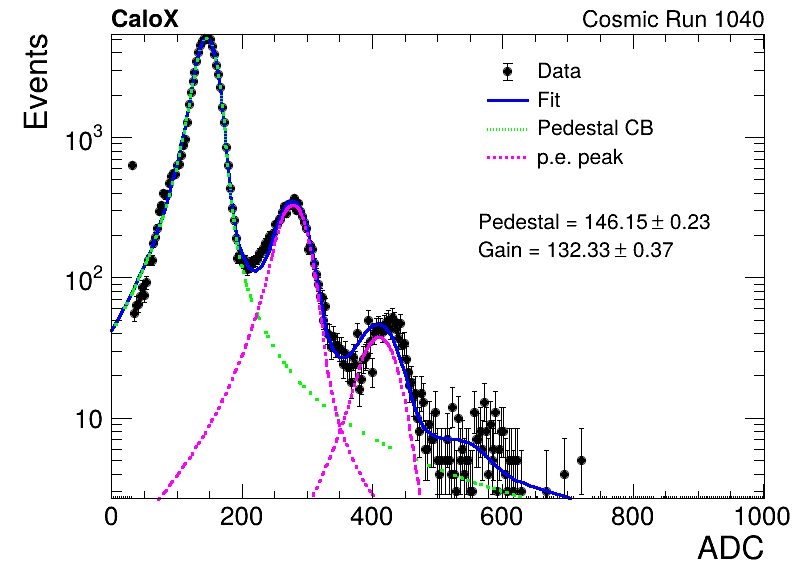 CaloX Cosmic Run 1040
Events
Data
Fit
Pedestal CB
p.e. peak
Pedestal = 146.15 ± 0.23
Gain = 132.33 ± 0.37
10³
10²
10
0 200 400 600 800 1000
ADC